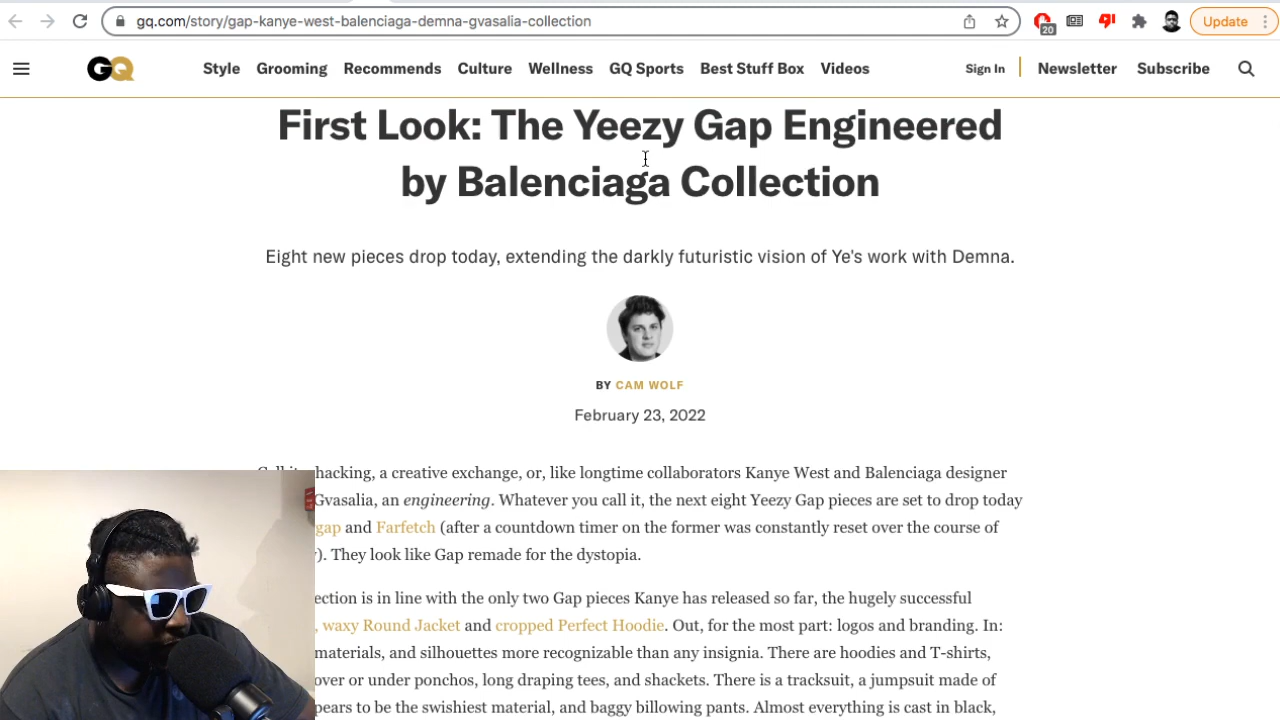 gq.com/story/gap-kanye-west-balenciaga-demna-gvasalia-collection
20
Update
GQ
Style Grooming Recommends Culture Wellness GQ Sports Best Stuff Box Videos
Sign In
Newsletter Subscribe
First Look: The Yeezy Gap Engineered
by Balenciaga Collection
Eight new pieces drop today, extending the darkly futuristic vision of Ye's work with Demna.
BY CAM WOLF
February 23, 2022
hacking, a creative exchange, or, like longtime collaborators Kanye West and Balenciaga designer
Gvasalia, an engineering. Whatever you call it, the next eight Yeezy Gap pieces are set to drop today
gap and Farfetch (after a countdown timer on the former was constantly reset over the course of
). They look like Gap remade for the dystopia.
ection is in line with the only two Gap pieces Kanye has released so far, the hugely successful
, waxy Round Jacket and cropped Perfect Hoodie. Out, for the most part: logos and branding. In:
materials, and silhouettes more recognizable than any insignia. There are hoodies and T-shirts,
over or under ponchos, long draping tees, and shackets. There is a tracksuit, a jumpsuit made of
pears to be the swishiest material, and baggy billowing pants. Almost everything is cast in black,